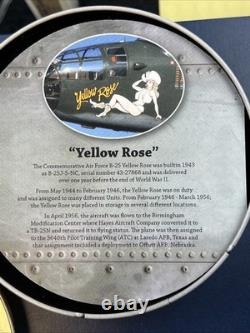 Yellow Rose
"Yellow Rose"
The Commemorative Air Force B-25 Yellow Rose was built in 1943
as B-25J-5-NC, serial number 43-27868 and was delivered
over one year before the end of World War II.
From May 1944 to February 1946, the Yellow Rose was on duty
and was assigned to many different Units. From February 1946 - March 1956;
the Yellow Rose was placed in storage in several different locations.
In April 1956, the aircraft was flown to the Birmingham
Modification Center where Hayes Aircraft Company converted it to
a TB-25N and returned it to flying status. The plane was then assigned
to the 3640th Pilot Training Wing (ATC) at Laredo AFB, Texas and
that assignment included a deployment to Offutt AFF, Nebraska.